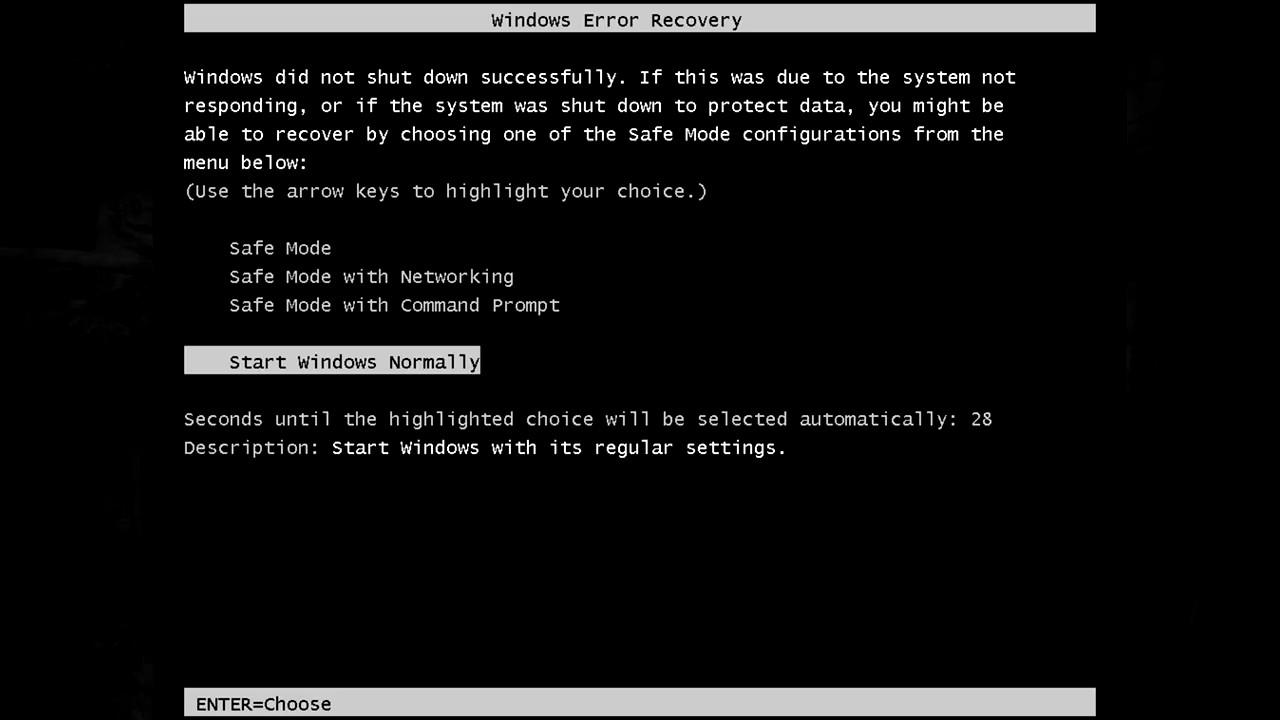 Windows Error Recovery
Windows did not shut down successfully. If this was due to the system not
responding, or if the system was shut down to protect data, you might be
able to recover by choosing one of the Safe Mode configurations from the
menu below:
(Use the arrow keys to highlight your choice.)
Safe Mode
Safe Mode with Networking
Safe Mode with Command Prompt
Start Windows Normally
Seconds until the highlighted choice will be selected automatically: 28
Description: Start Windows with its regular settings.
ENTER=Choose